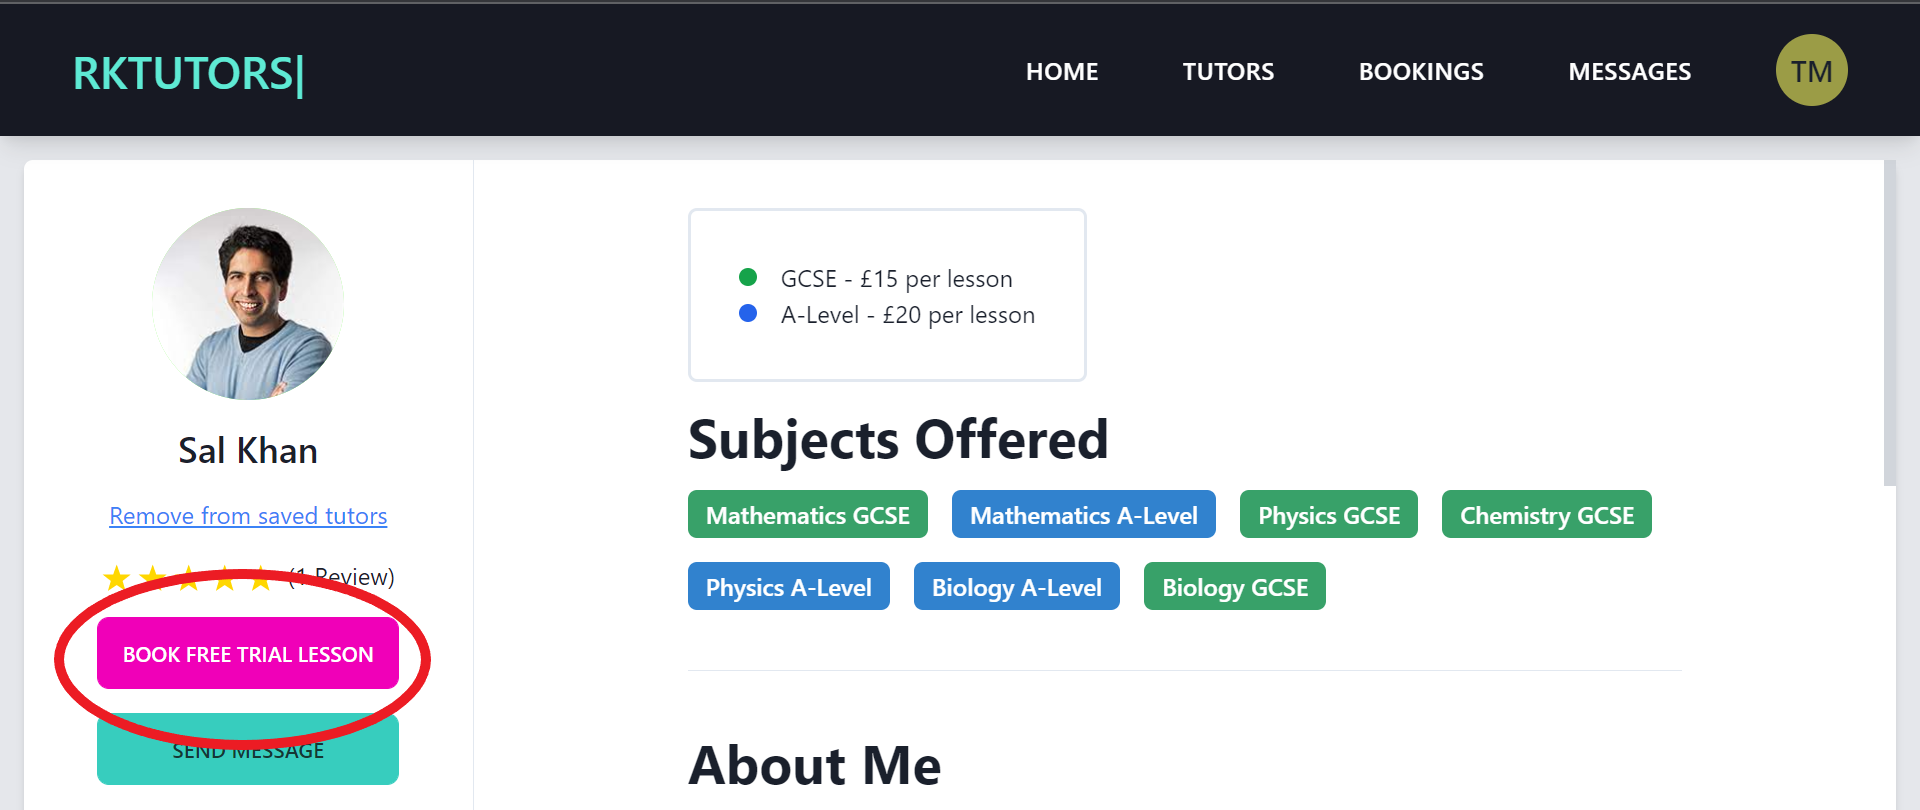 RKTUTORS|
HOME
TUTORS
BOOKINGS
MESSAGES
TM
Sal Khan
Remove from saved tutors
(1 Review)
BOOK FREE TRIAL LESSON
SEND MESSAGE
GCSE - £15 per lesson
A-Level - £20 per lesson
Subjects Offered
Mathematics GCSE
Mathematics A-Level
Physics GCSE
Chemistry GCSE
Physics A-Level
Biology A-Level
Biology GCSE
About Me